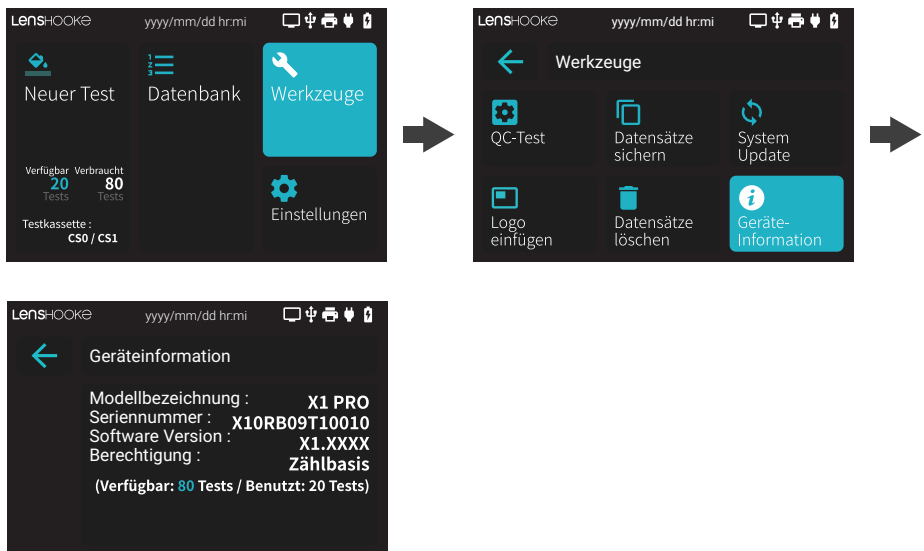 LENSHOOKE yyyy/mm/dd hr:mi
Neuer Test
Datenbank
Werkzeuge
Verfügbar Verbraucht
20 80
Tests Tests
Testkassette :
CS0 / CS1
Einstellungen
LENSHOOKE yyyy/mm/dd hr:mi
Werkzeuge
QC-Test
Datensätze
sichern
System
Update
Logo
einfügen
Datensätze
löschen
Geräte-
Information
LENSHOOKE yyyy/mm/dd hr:mi
Geräteinformation
Modellbezeichnung : X1 PRO
Seriennummer : X10RB09T10010
Software Version : X1.XXXX
Berechtigung : Zählbasis
(Verfügbar: 80 Tests / Benutzt: 20 Tests)